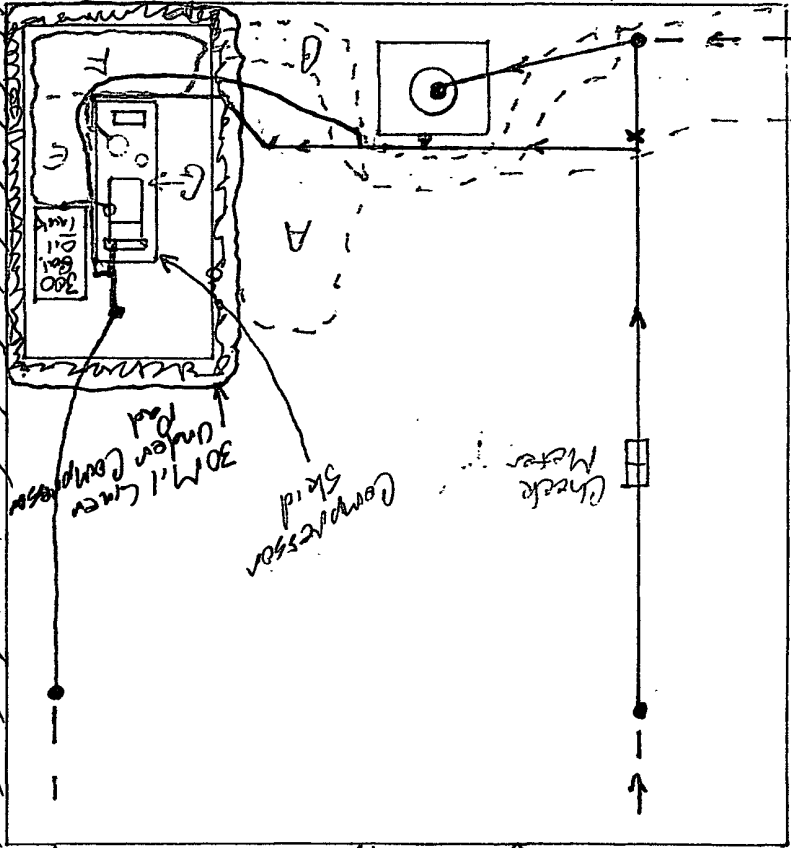 Check
Meter
Compressor
Skid
30 Mil Liner
Under Compressor
Pad
300
Gal.
Oil
Tank
A